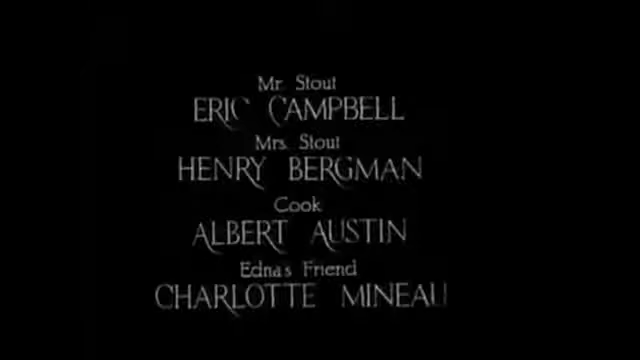 Mr. Stout
ERIC CAMPBELL
Mrs. Stout
HENRY BERGMAN
Cook
ALBERT AUSTIN
Edna's Friend
CHARLOTTE MINEAU